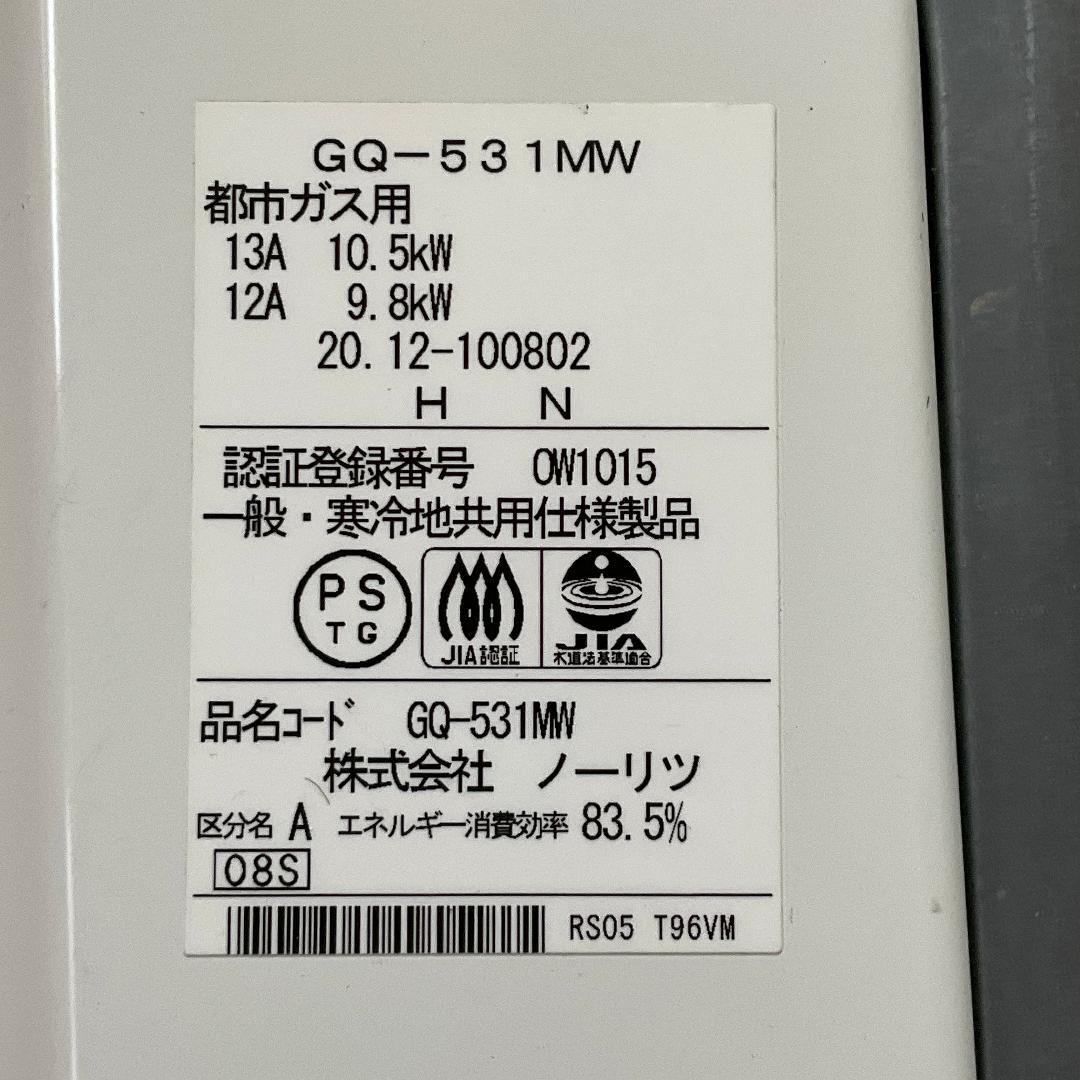 GQ-531MW
都市ガス用
13A 10.5kW
12A 9.8kW
20.12-100802
H N
認証登録番号 OW1015
一般・寒冷地共用仕様製品
PS
TG
JIA認証
JIA
水道法基準適合
品名コード GQ-531MW
株式会社 ノーリツ
区分名 A エネルギー消費効率 83.5%
08S
RS05 T96VM